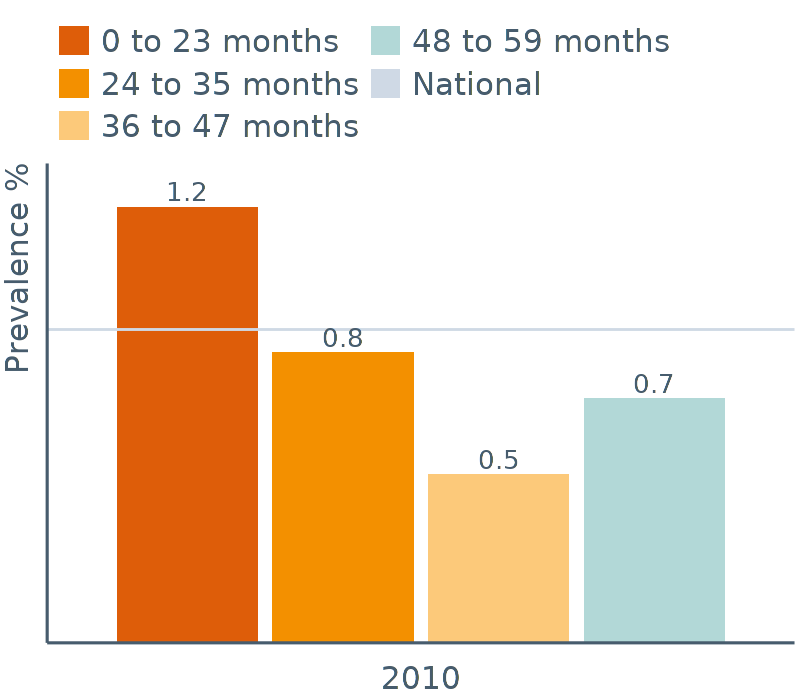 0 to 23 months
24 to 35 months
36 to 47 months
48 to 59 months
National
Prevalence %
1.2
0.8
0.5
0.7
2010